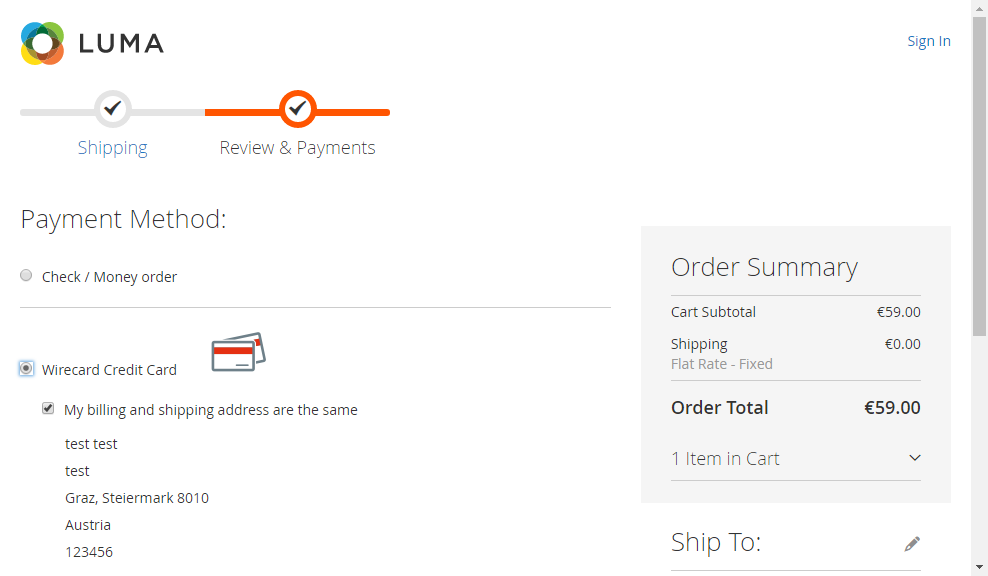 LUMA
Sign In
Shipping
Review & Payments
Payment Method:
Check / Money order
Wirecard Credit Card
My billing and shipping address are the same
test test
test
Graz, Steiermark 8010
Austria
123456
Order Summary
Cart Subtotal €59.00
Shipping €0.00
Flat Rate - Fixed
Order Total €59.00
1 Item in Cart
Ship To: